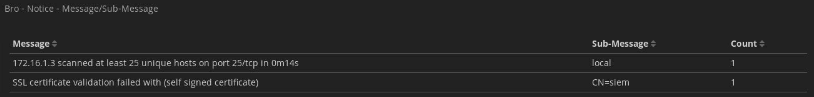 Bro - Notice - Message/Sub-Message
Message Sub-Message Count
172.16.1.3 scanned at least 25 unique hosts on port 25/tcp in 0m14s local 1
SSL certificate validation failed with (self signed certificate) CN=siem 1